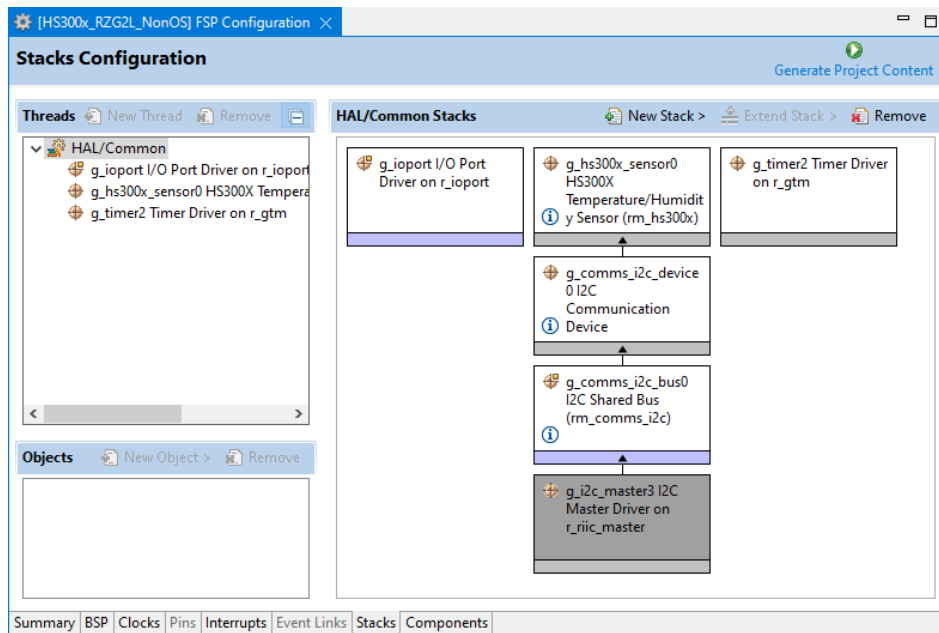 [HS300x_RZG2L_NonOS] FSP Configuration
Stacks Configuration
Generate Project Content
Threads New Thread Remove
HAL/Common
g_ioport I/O Port Driver on r_ioport
g_hs300x_sensor0 HS300X Tempera
g_timer2 Timer Driver on r_gtm
Objects New Object > Remove
HAL/Common Stacks New Stack > Extend Stack > Remove
g_ioport I/O Port
Driver on r_ioport
g_hs300x_sensor0
HS300X
Temperature/Humidit
y Sensor (rm_hs300x)
g_timer2 Timer Driver
on r_gtm
g_comms_i2c_device
0 I2C
Communication
Device
g_comms_i2c_bus0
I2C Shared Bus
(rm_comms_i2c)
g_i2c_master3 I2C
Master Driver on
r_riic_master
Summary BSP Clocks Pins Interrupts Event Links Stacks Components